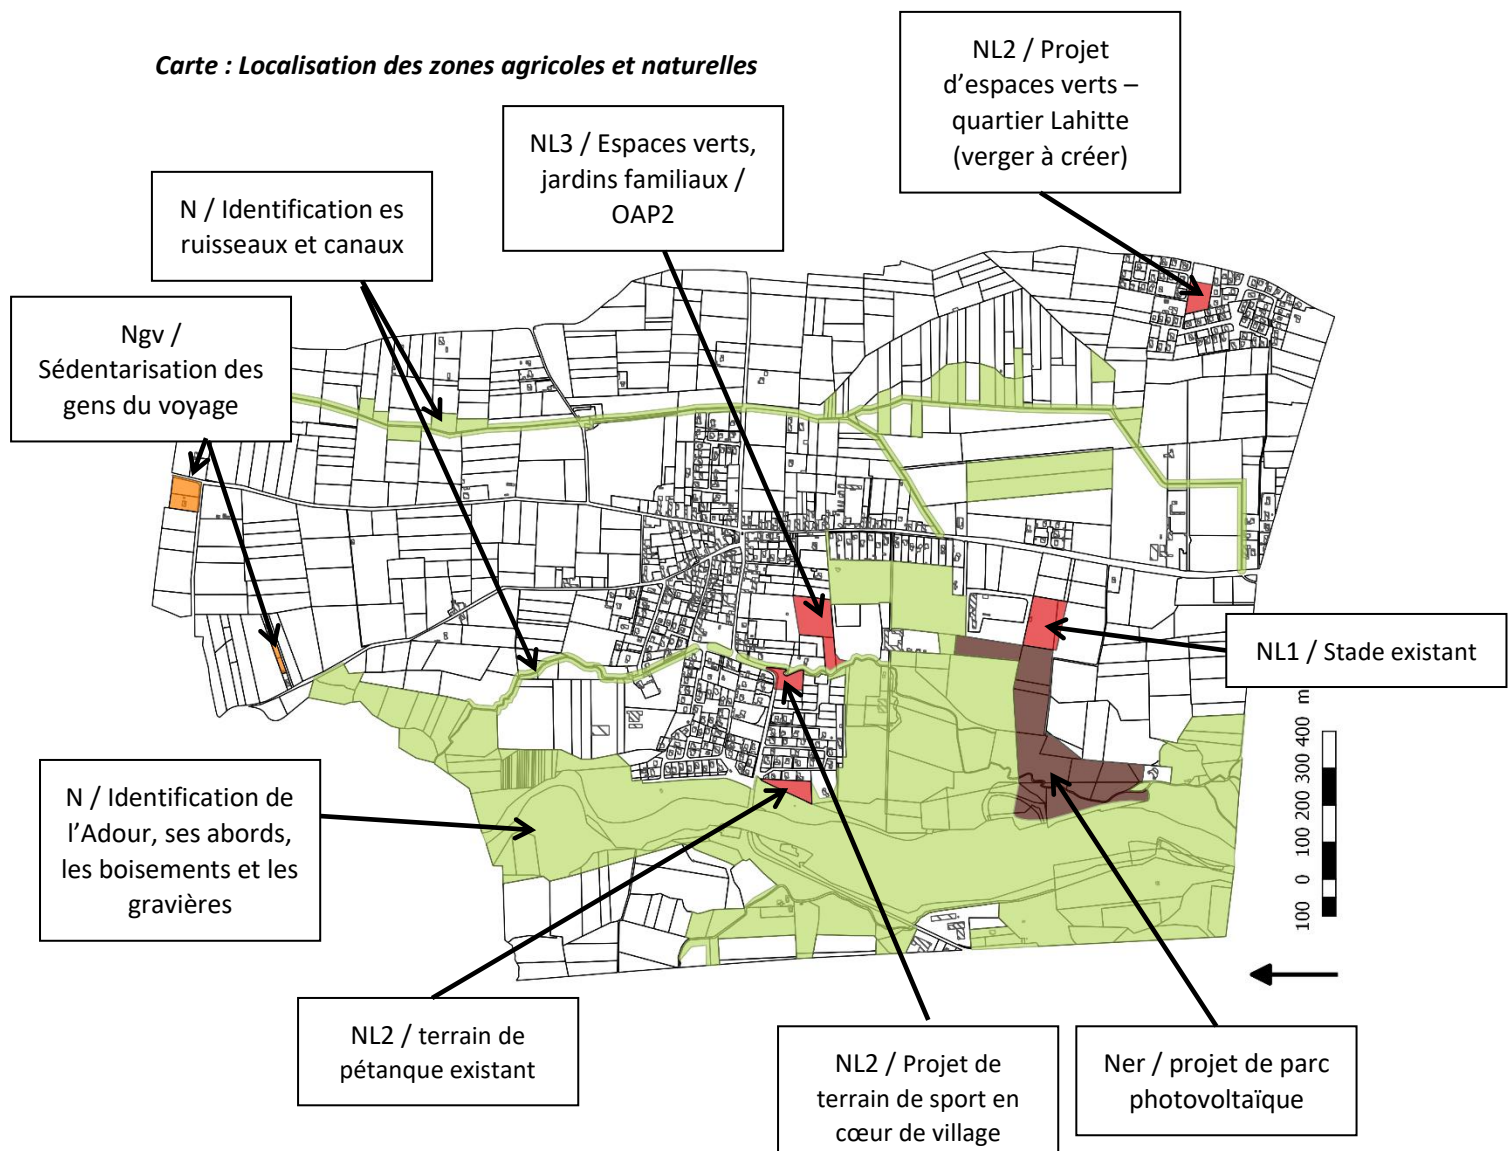 Carte : Localisation des zones agricoles et naturelles
NL2 / Projet
d’espaces verts –
quartier Lahitte
(verger à créer)
NL3 / Espaces verts,
jardins familiaux /
OAP2
N / Identification es
ruisseaux et canaux
Ngv /
Sédentarisation des
gens du voyage
NL1 / Stade existant
N / Identification de
l’Adour, ses abords,
les boisements et les
gravières
100 0 100 200 300 400 m
NL2 / terrain de
pétanque existant
NL2 / Projet de
terrain de sport en
cœur de village
Ner / projet de parc
photovoltaïque